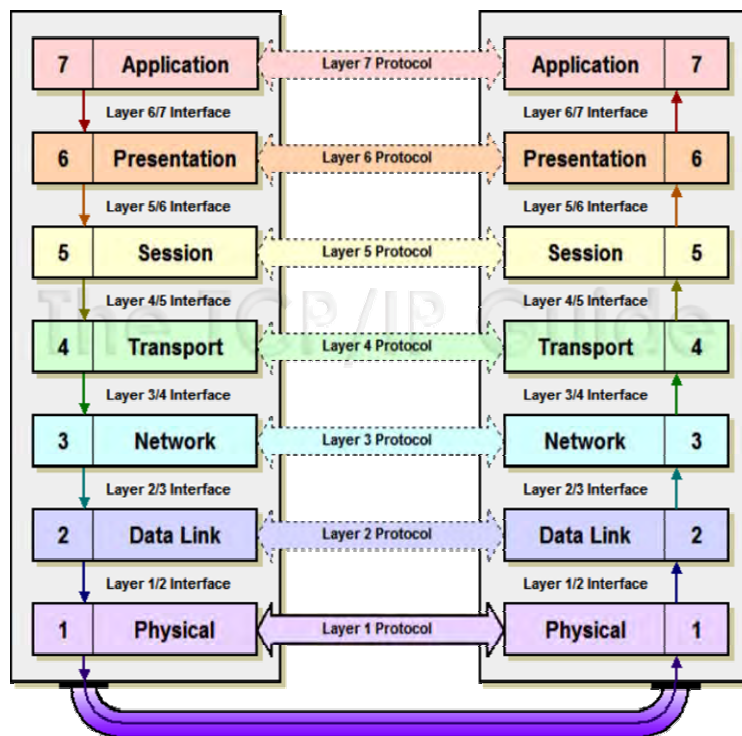 7 Application Layer 7 Protocol Application 7
Layer 6/7 Interface Layer 6/7 Interface
6 Presentation Layer 6 Protocol Presentation 6
Layer 5/6 Interface Layer 5/6 Interface
5 Session Layer 5 Protocol Session 5
Layer 4/5 Interface Layer 4/5 Interface
The TCP/IP Guide
4 Transport Layer 4 Protocol Transport 4
Layer 3/4 Interface Layer 3/4 Interface
3 Network Layer 3 Protocol Network 3
Layer 2/3 Interface Layer 2/3 Interface
2 Data Link Layer 2 Protocol Data Link 2
Layer 1/2 Interface Layer 1/2 Interface
1 Physical Layer 1 Protocol Physical 1